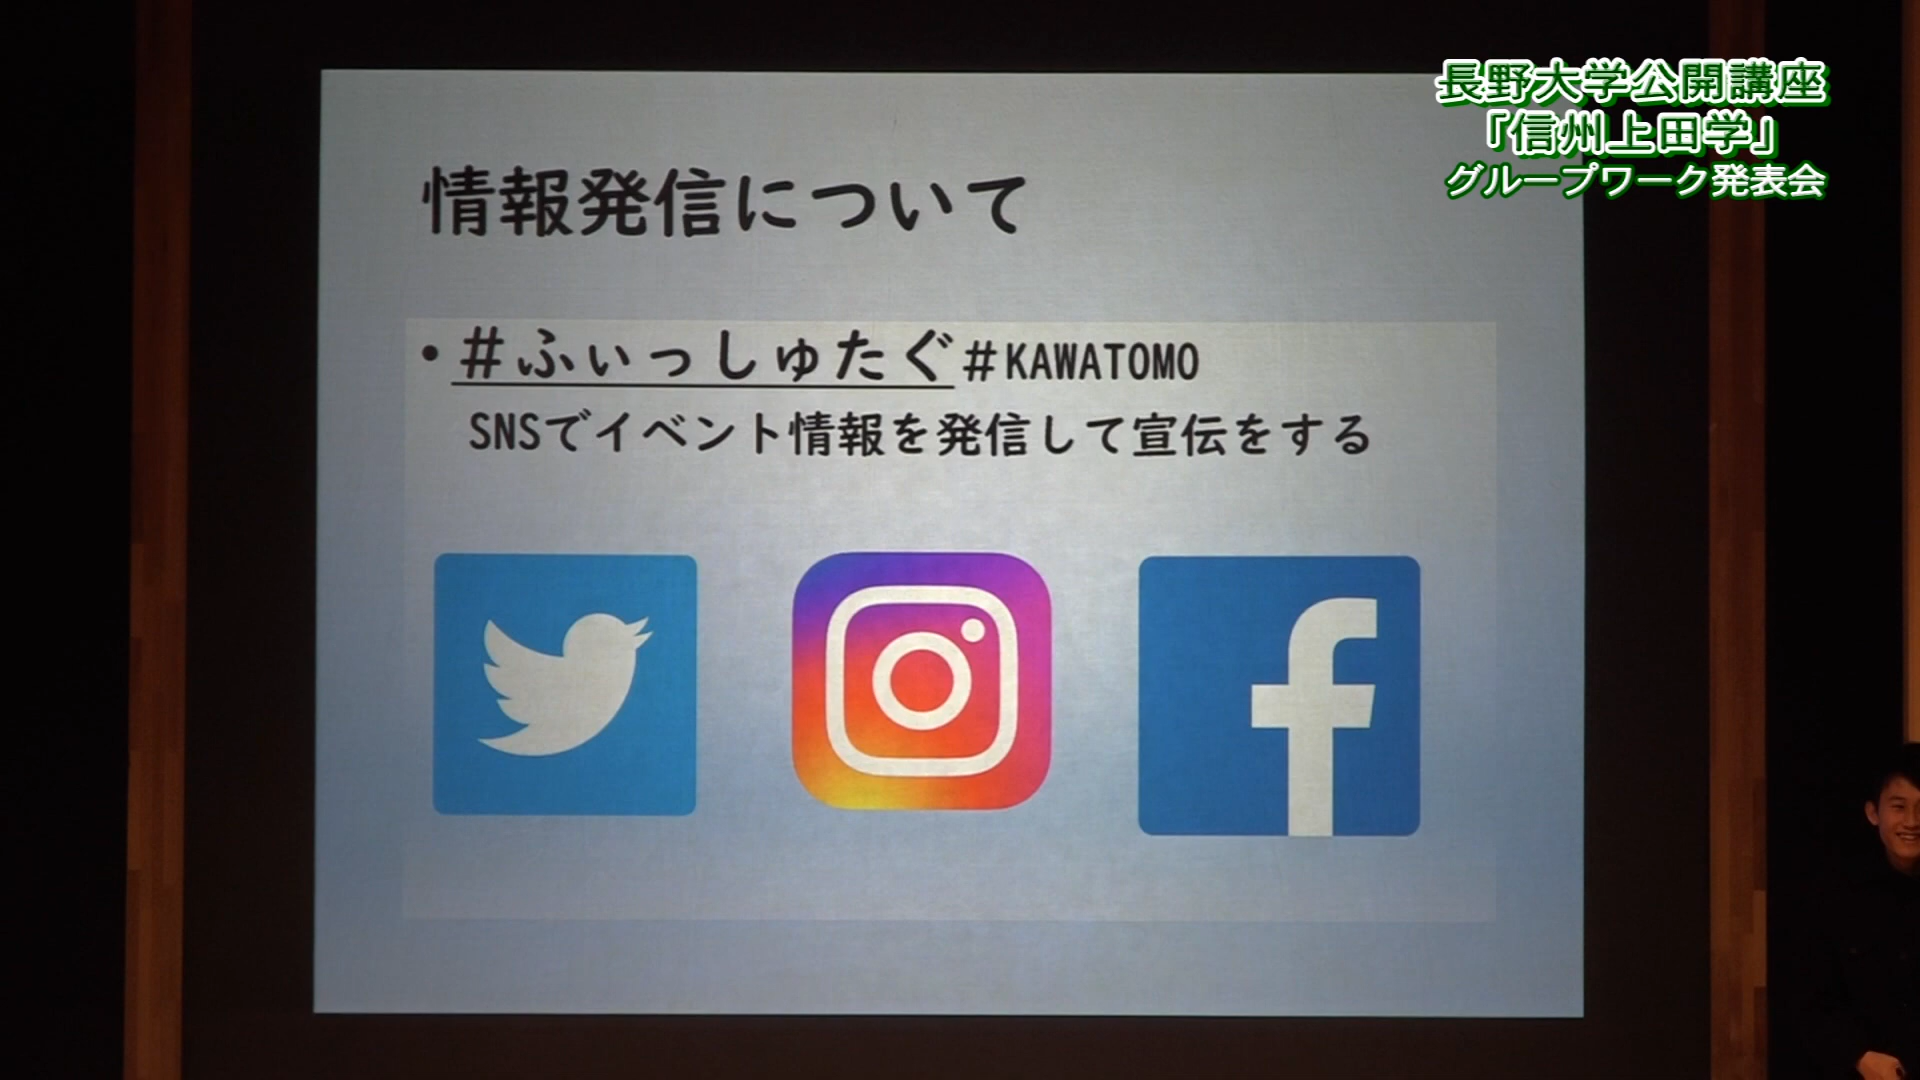 長野大学公開講座
「信州上田学」
グループワーク発表会
情報発信について
・#ふぃっしゅたぐ#KAWATOMO
SNSでイベント情報を発信して宣伝をする